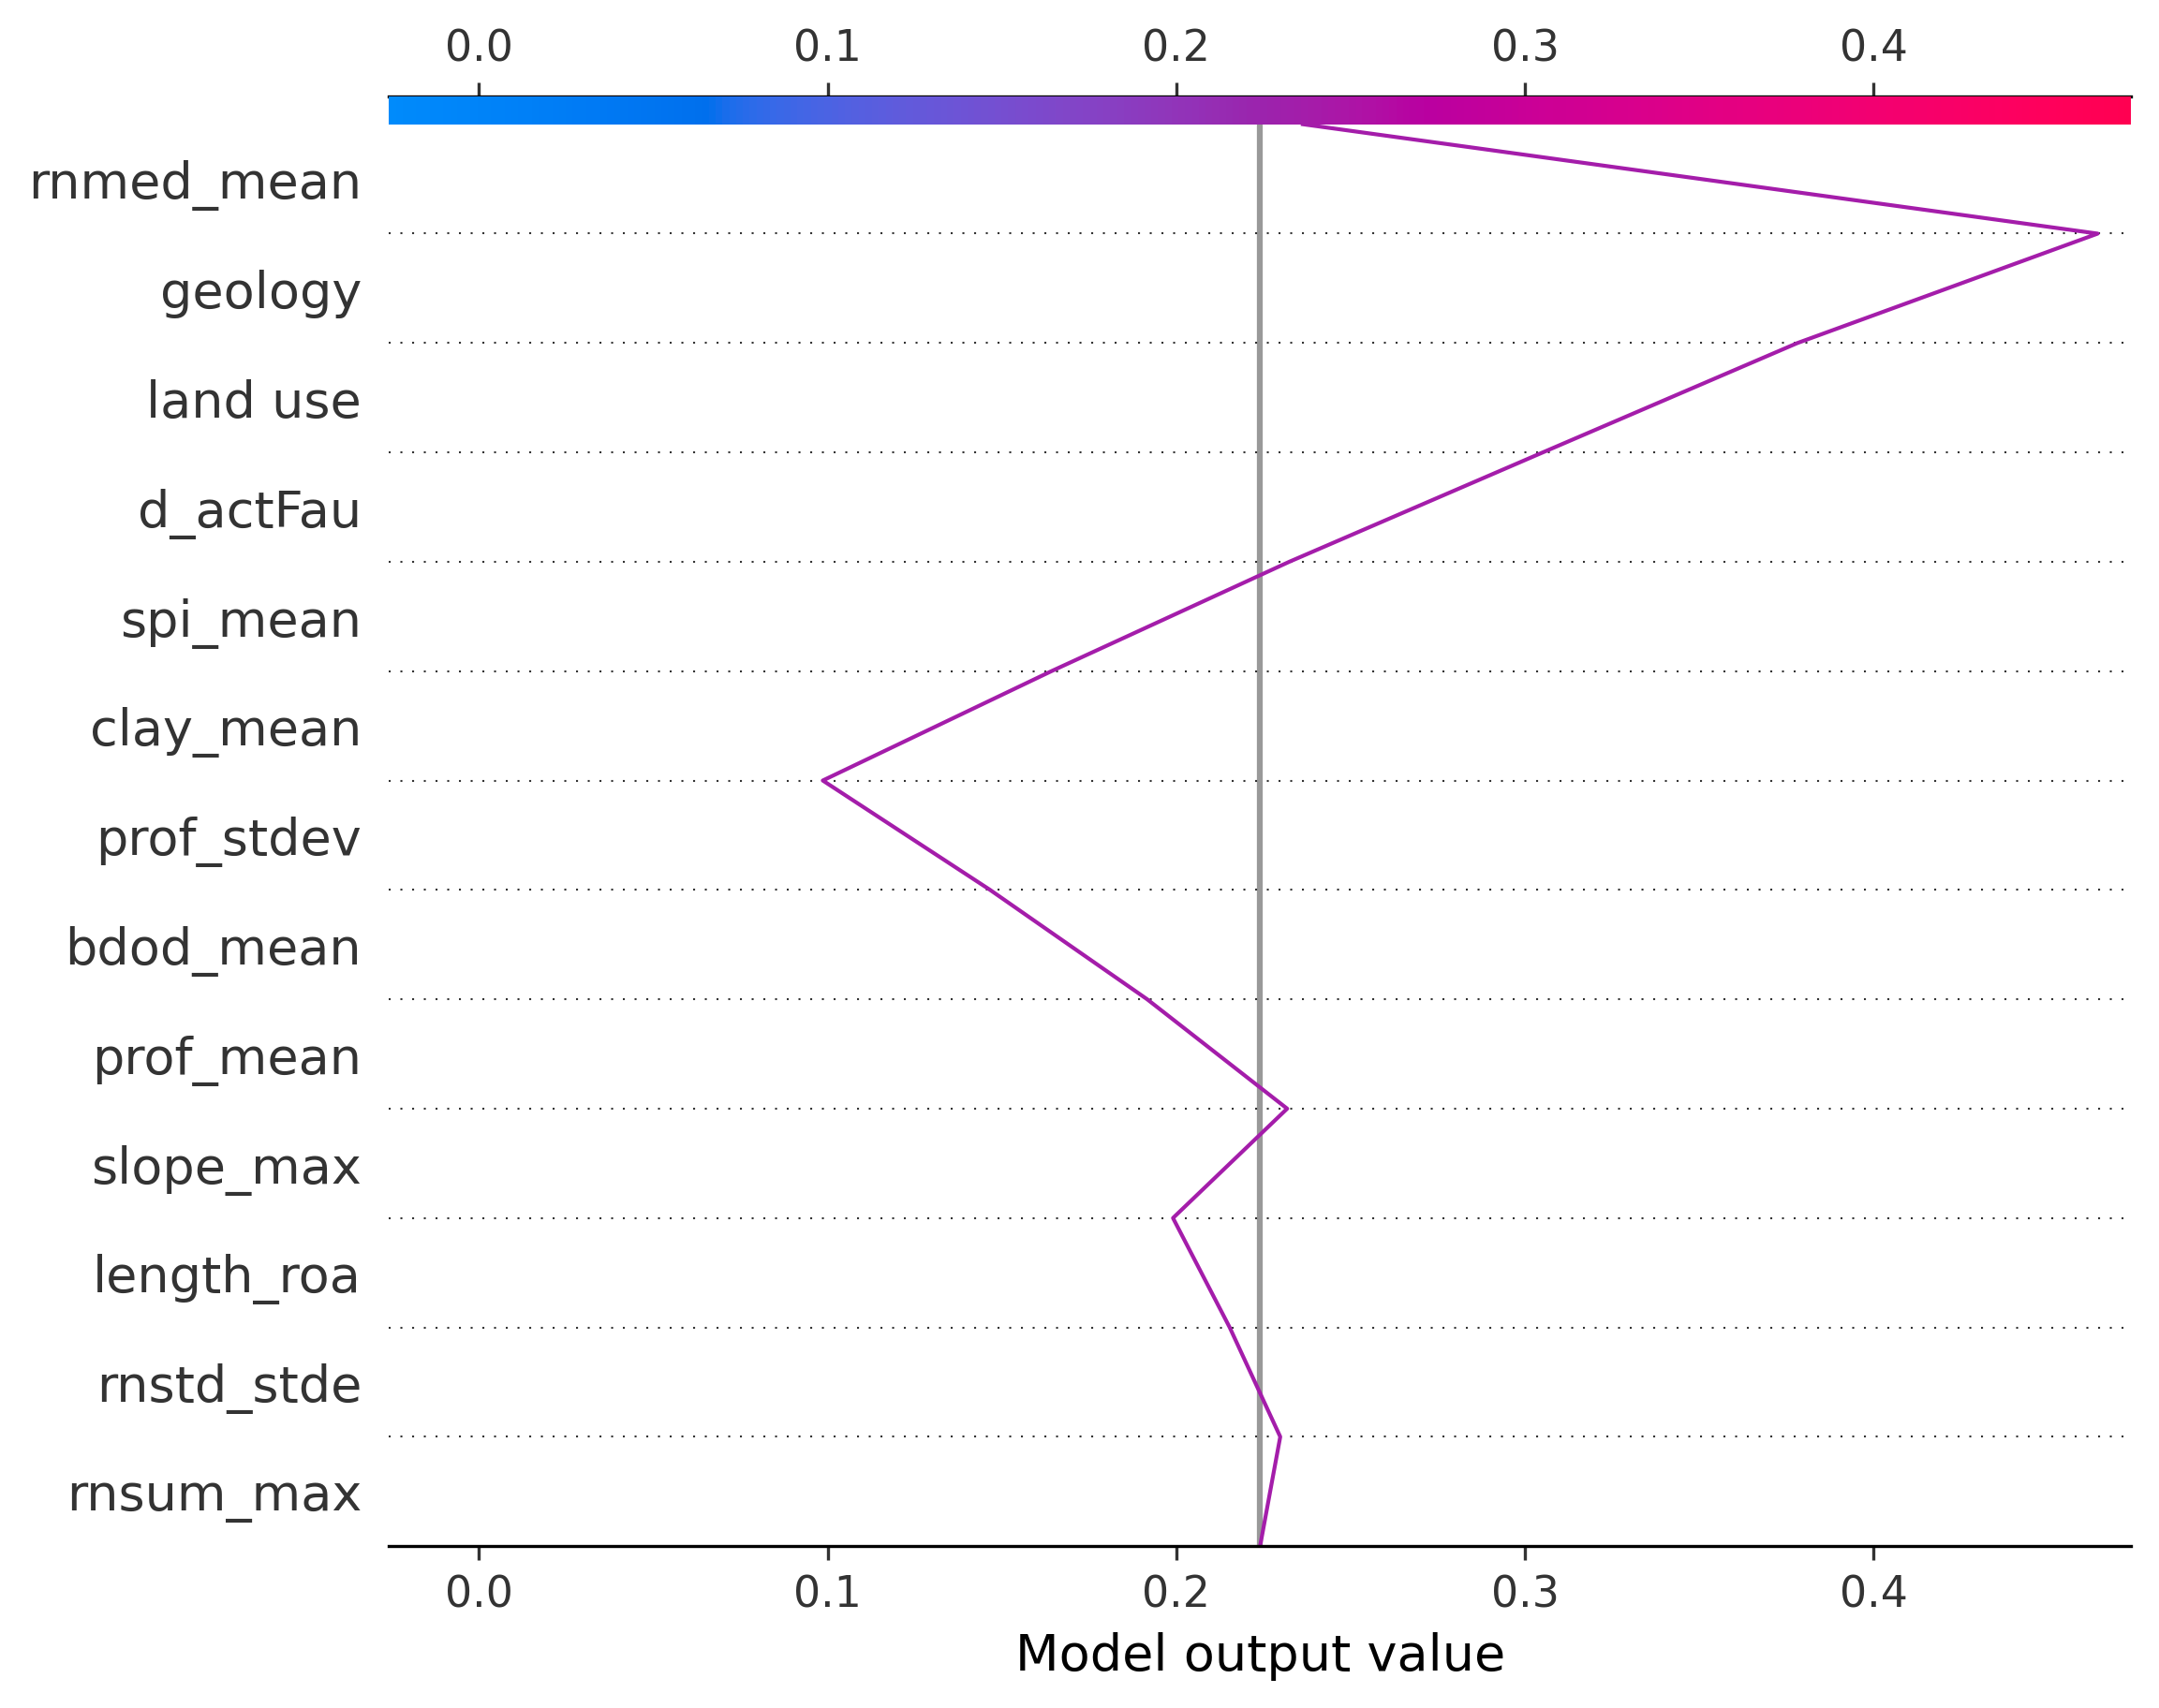 0.0 0.1 0.2 0.3 0.4
rnmed_mean
geology
land use
d_actFau
spi_mean
clay_mean
prof_stdev
bdod_mean
prof_mean
slope_max
length_roa
rnstd_stde
rnsum_max
0.0 0.1 0.2 0.3 0.4
Model output value